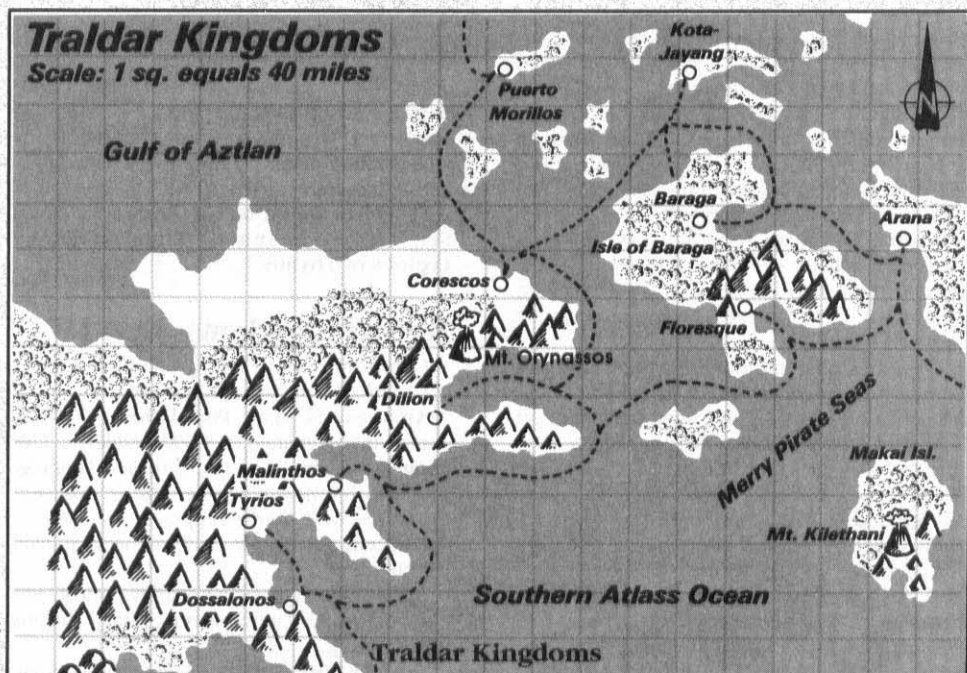 Traldar Kingdoms
Scale: 1 sq. equals 40 miles
Kota-
Jayang
Puerto
Morillos
N
Gulf of Aztlan
Baraga
Arana
Isle of Baraga
Corescos
Floresque
Mt. Orynassos
Dilion
Merry Pirate Seas
Makai Isl.
Malinthos
Tyrios
Mt. Kilethani
Dossalonos
Southern Atlass Ocean
Traldar Kingdoms